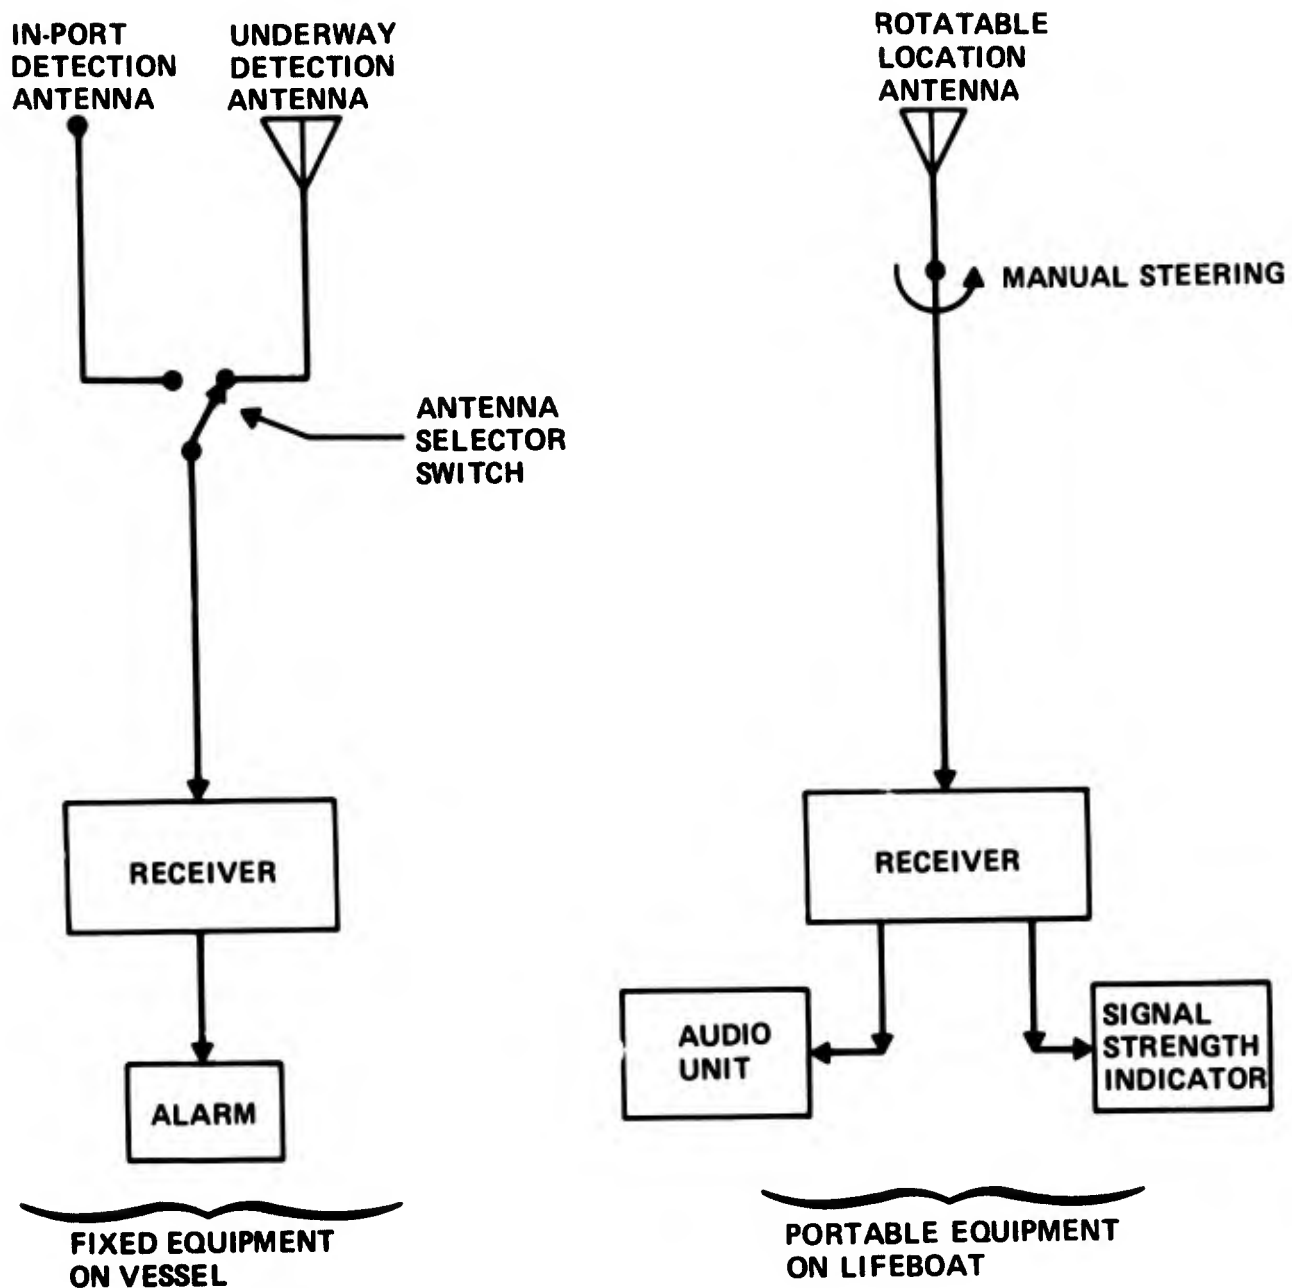 IN-PORT
DETECTION
ANTENNA
UNDERWAY
DETECTION
ANTENNA
ROTATABLE
LOCATION
ANTENNA
MANUAL STEERING
ANTENNA
SELECTOR
SWITCH
RECEIVER
RECEIVER
AUDIO
UNIT
SIGNAL
STRENGTH
INDICATOR
ALARM
FIXED EQUIPMENT
ON VESSEL
PORTABLE EQUIPMENT
ON LIFEBOAT